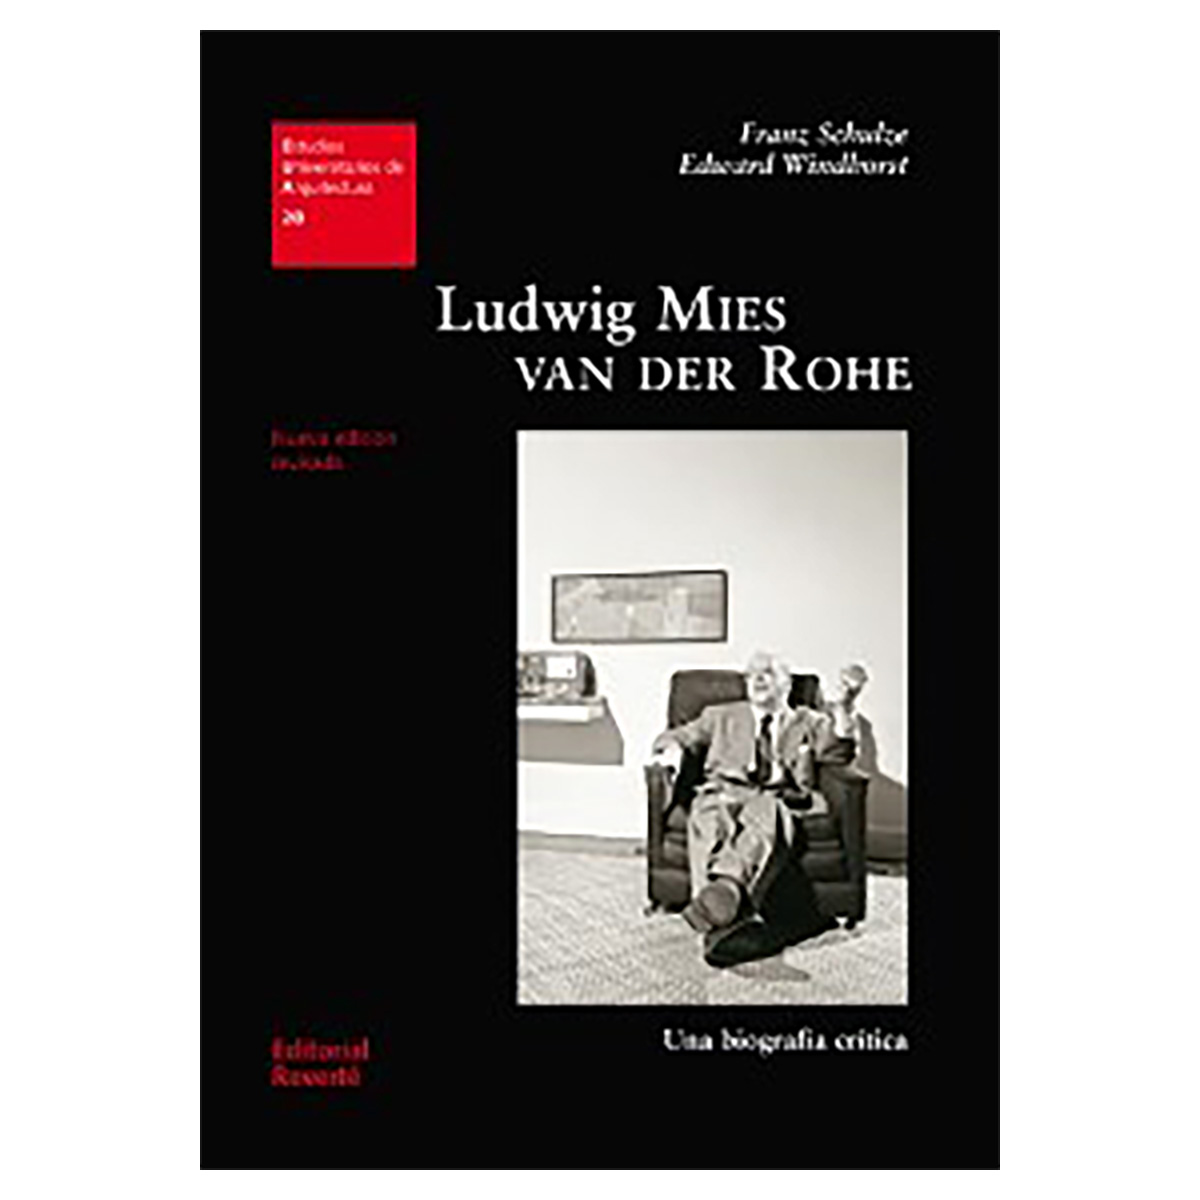 Franz Schulze
Edward Windhorst
Estudios
Universitarios de
Arquitectura
20
Ludwig MIES
VAN DER ROHE
Nueva edición
revisada
Una biografía crítica
Editorial
Reverté